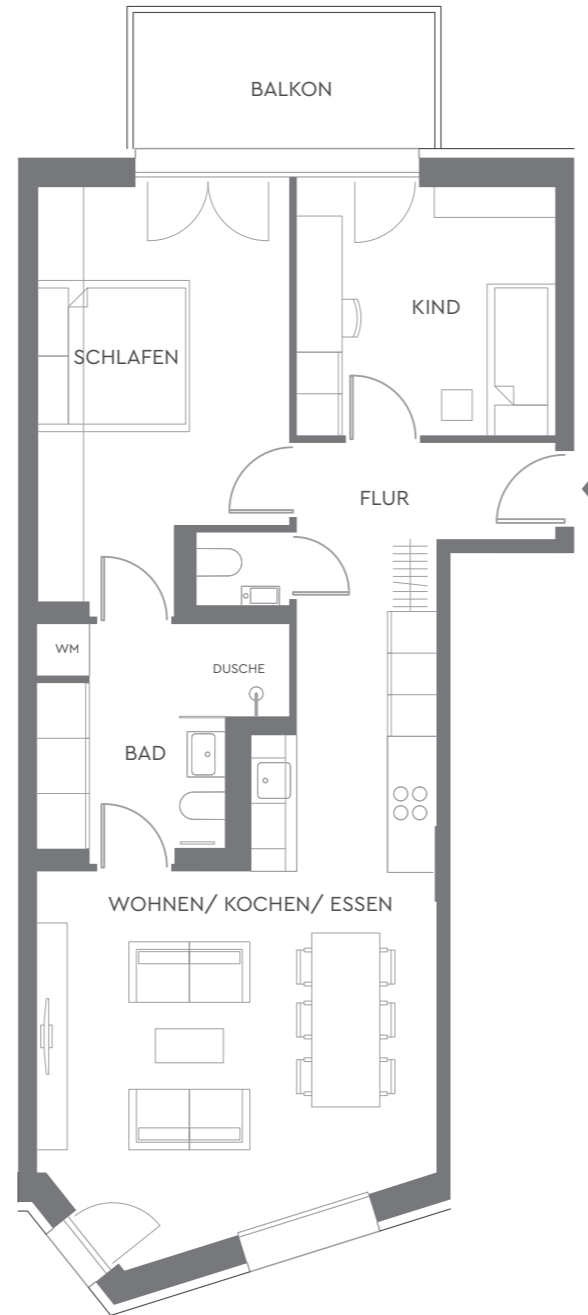 BALKON
KIND
SCHLAFEN
FLUR
WM
DUSCHE
BAD
WOHNEN/ KOCHEN/ ESSEN